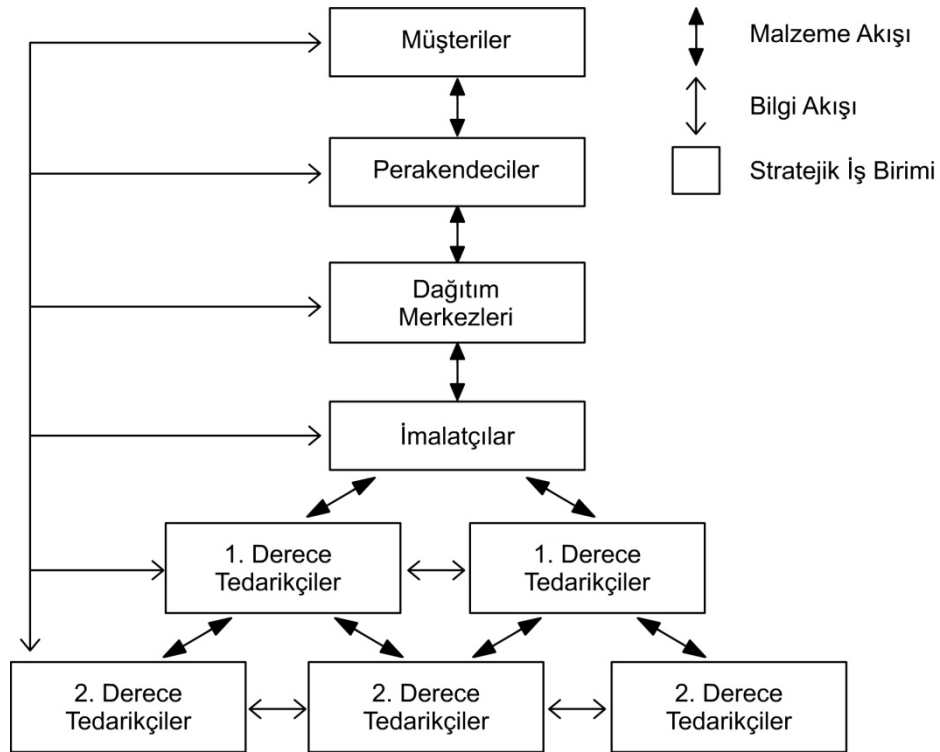 Müşteriler
Malzeme Akışı
Bilgi Akışı
Perakendeciler
Stratejik İş Birimi
Dağıtım
Merkezleri
İmalatçılar
1. Derece
Tedarikçiler
1. Derece
Tedarikçiler
2. Derece
Tedarikçiler
2. Derece
Tedarikçiler
2. Derece
Tedarikçiler